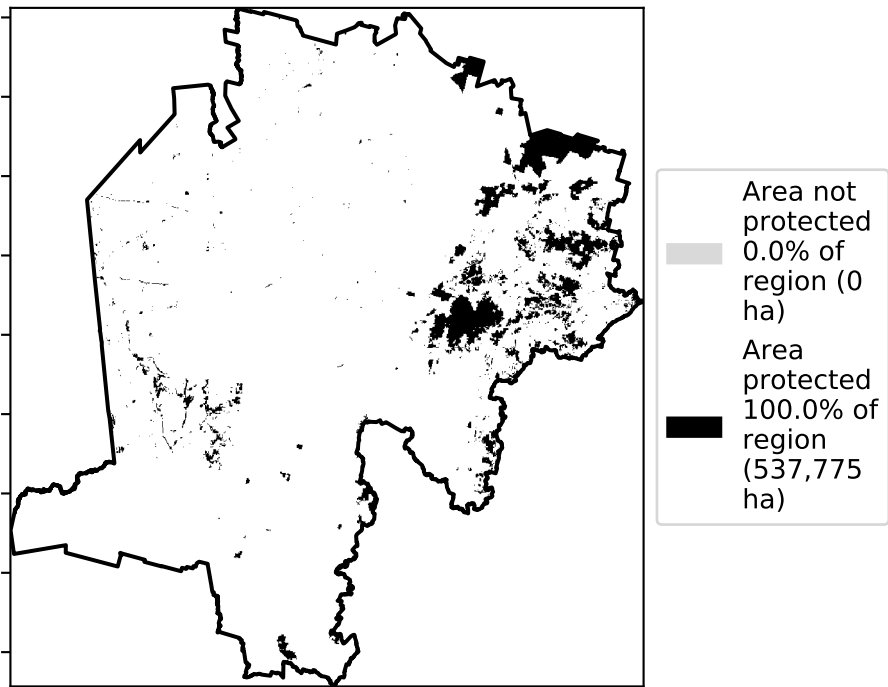 Area not
protected
0.0% of
region (0
ha)
Area
protected
100.0% of
region
(537,775
ha)